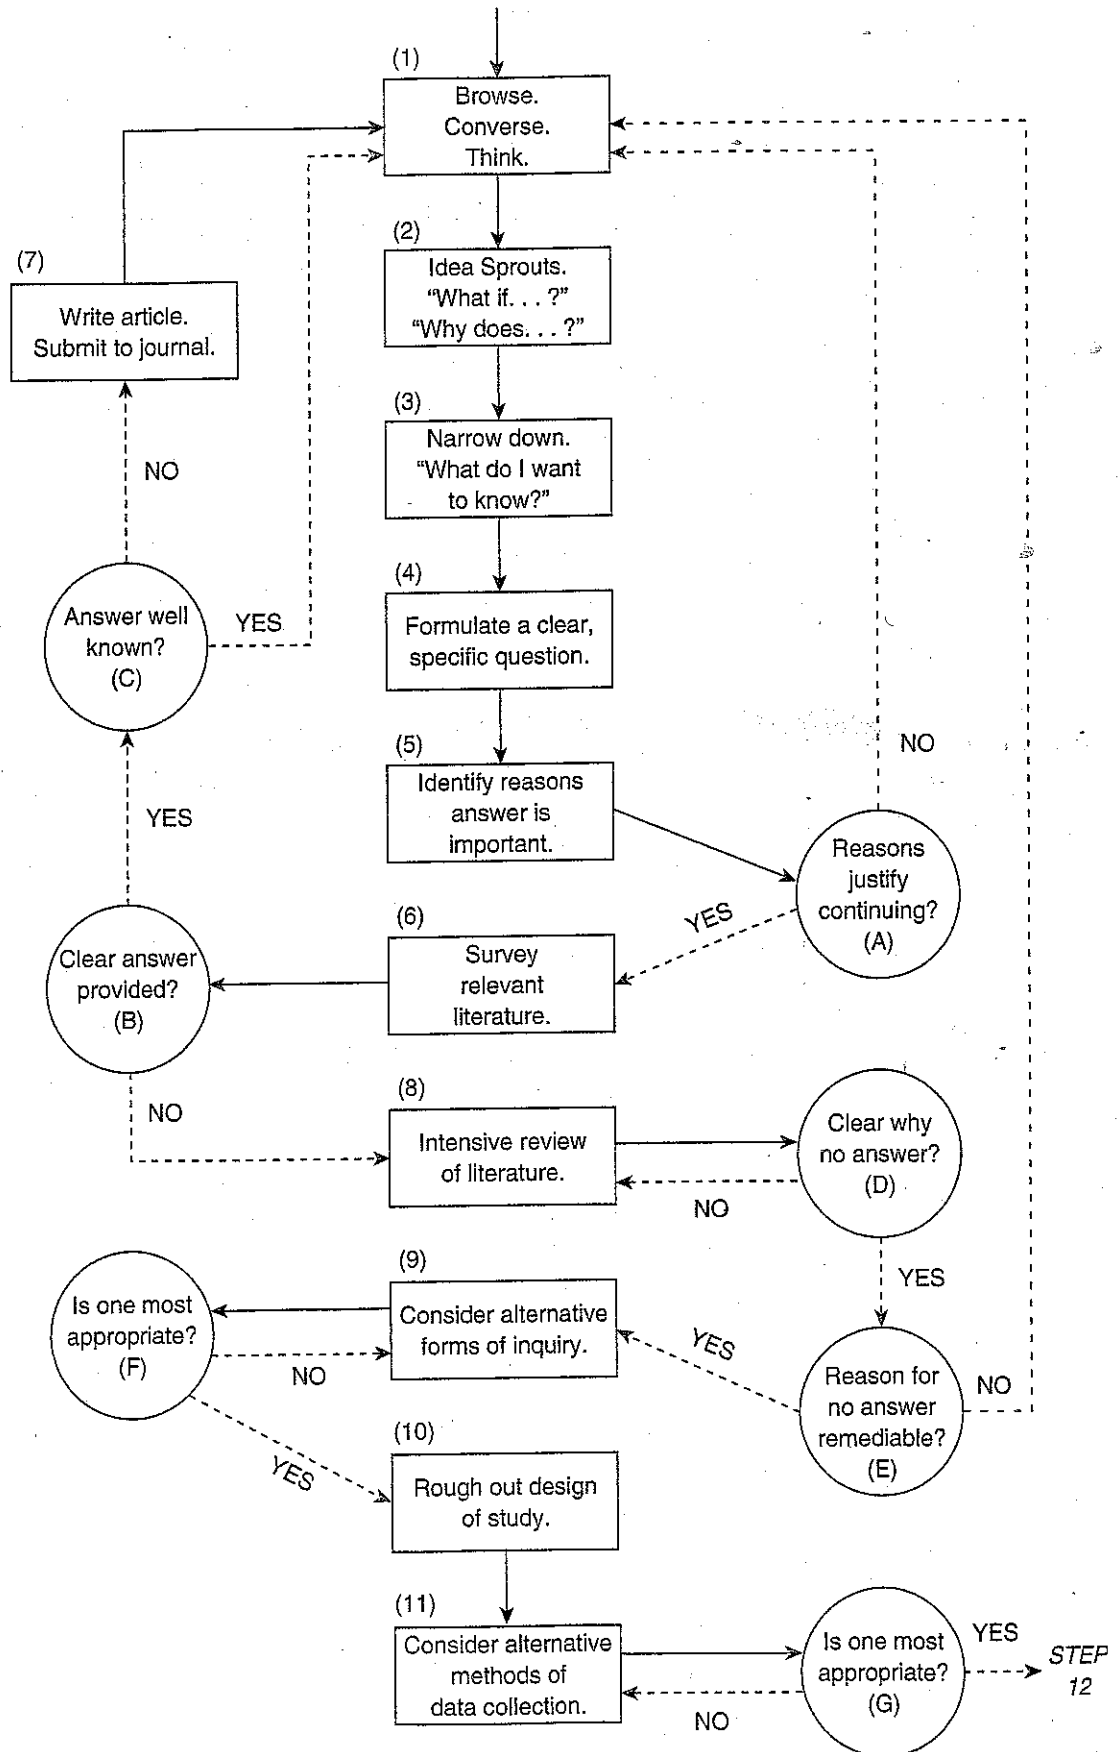 (1)
Browse.
Converse.
Think.
(2)
Idea Sprouts.
“What if. . . ?”
“Why does. . . ?”
(7)
Write article.
Submit to journal.
(3)
Narrow down.
“What do I want
to know?”
NO
(4)
Formulate a clear,
specific question.
Answer well
known?
(C)
YES
(5)
Identify reasons
answer is
important.
NO
YES
Reasons
justify
continuing?
(A)
YES
(6)
Survey
relevant
literature.
Clear answer
provided?
(B)
NO
(8)
Intensive review
of literature.
Clear why
no answer?
(D)
NO
YES
(9)
Consider alternative
forms of inquiry.
Is one most
appropriate?
(F)
NO
YES
Reason for
no answer
remediable?
(E)
NO
YES
(10)
Rough out design
of study.
(11)
Consider alternative
methods of
data collection.
Is one most
appropriate?
(G)
NO
YES
STEP
12